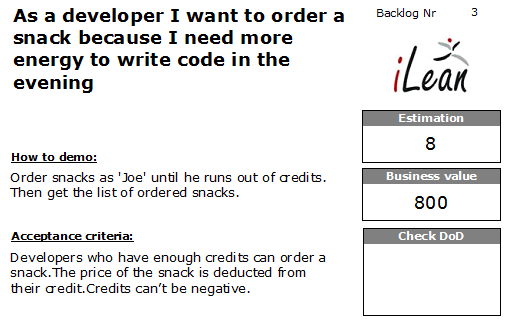 As a developer I want to order a
snack because I need more
energy to write code in the
evening
Backlog Nr 3
iLean
Estimation
8
How to demo:
Order snacks as 'Joe' until he runs out of credits.
Then get the list of ordered snacks.
Business value
800
Acceptance criteria:
Developers who have enough credits can order a
snack.The price of the snack is deducted from
their credit.Credits can’t be negative.
Check DoD